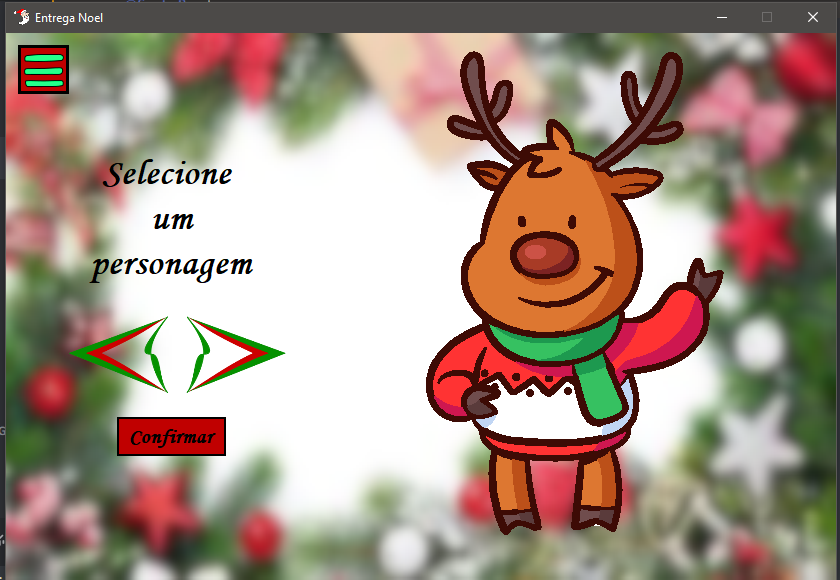 Entrega Noel
Selecione
um
personagem
Confirmar